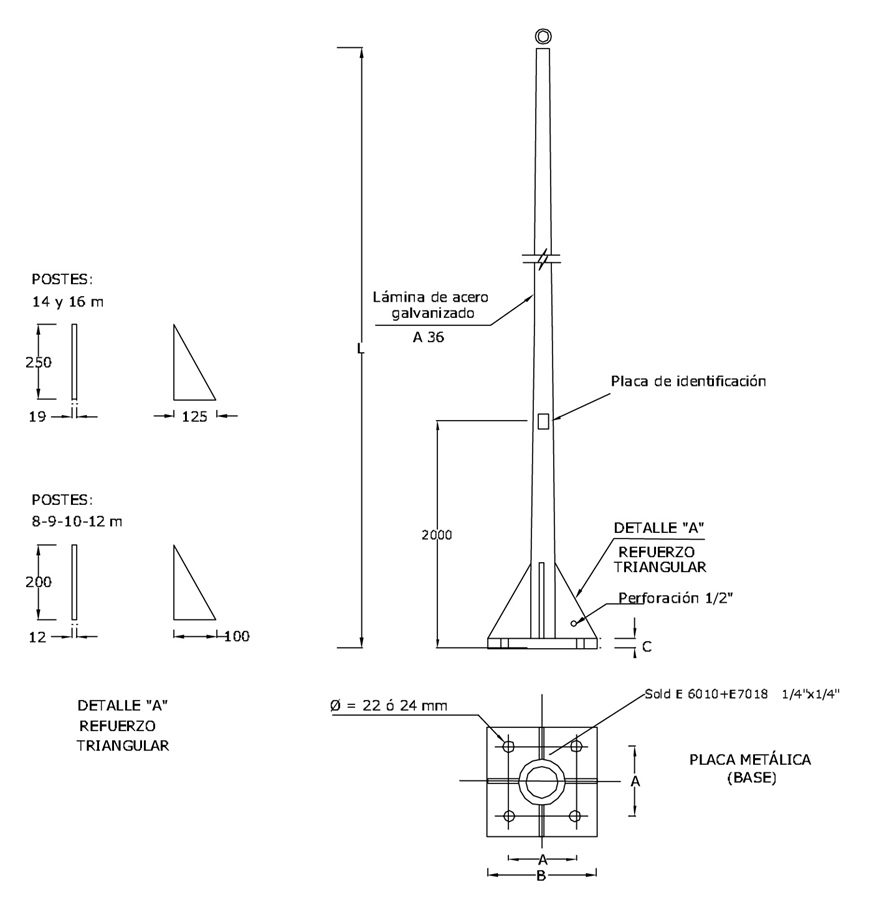 POSTES:
14 y 16 m
250
19
125
POSTES:
8-9-10-12 m
200
12
100
DETALLE "A"
REFUERZO
TRIANGULAR
L
Lámina de acero
galvanizado
A 36
Placa de identificación
2000
DETALLE "A"
REFUERZO
TRIANGULAR
Perforación 1/2"
C
Ø = 22 ó 24 mm
Sold E 6010+E7018 1/4"x1/4"
PLACA METÁLICA
(BASE)
A
A
B